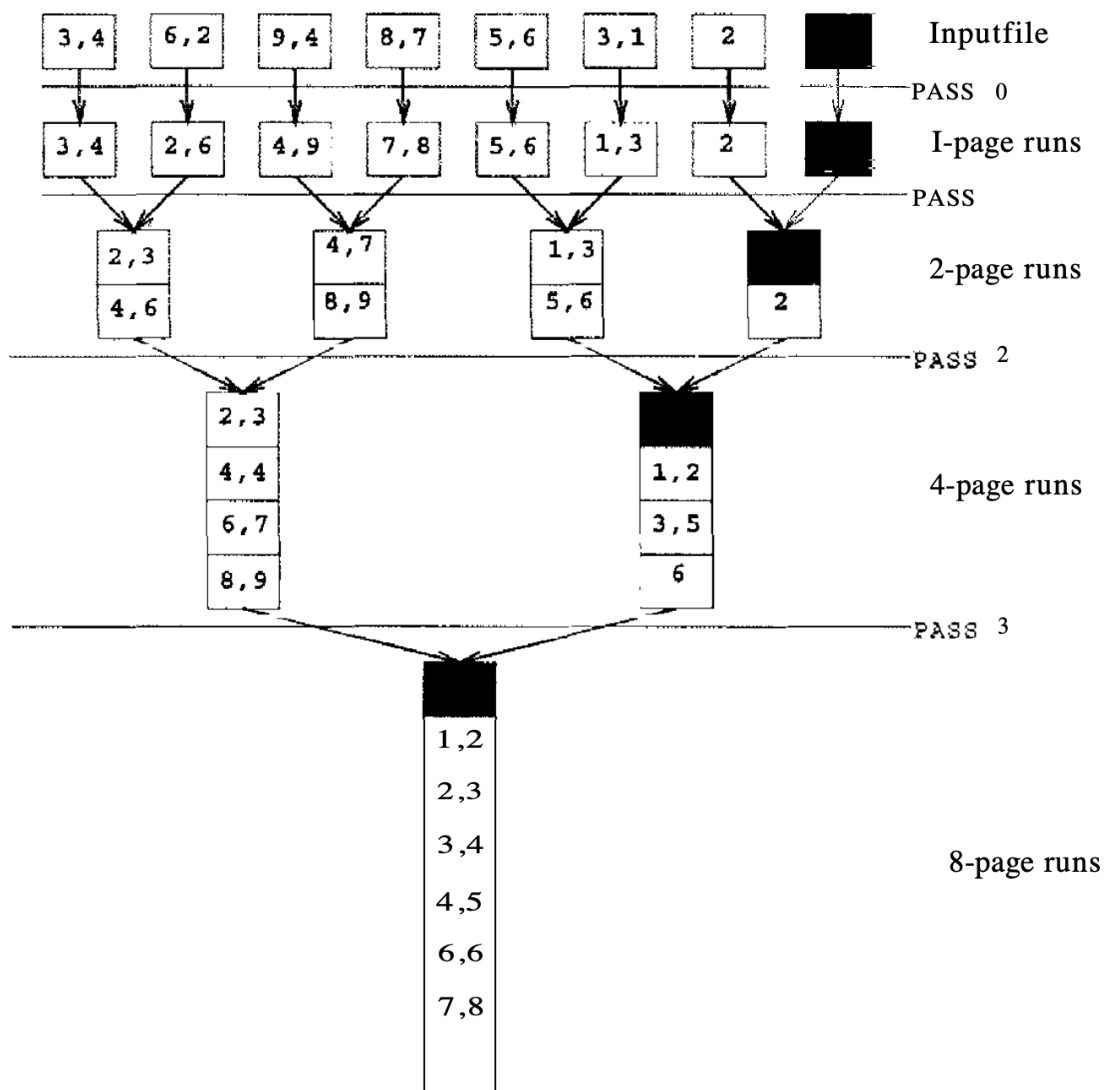 3,4 6,2 9,4 8,7 5,6 3,1 2 Inputfile
PASS 0
3,4 2,6 4,9 7,8 5,6 1,3 2 I-page runs
PASS
2,3 4,7 1,3 2-page runs
4,6 8,9 5,6 2
PASS 2
2,3
4,4 1,2 4-page runs
6,7 3,5
8,9 6
PASS 3
1,2
2,3
3,4
4,5 8-page runs
6,6
7,8